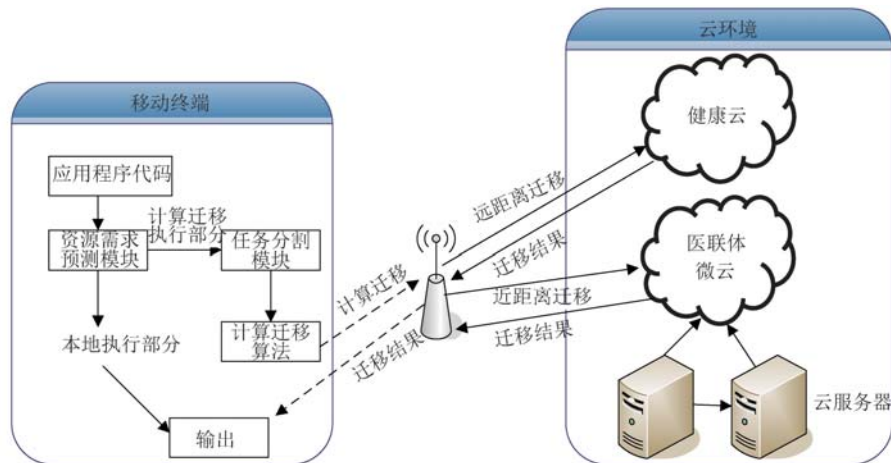 移动终端
应用程序代码
资源需求
预测模块
计算迁移
执行部分
任务分割
模块
计算迁移
算法
本地执行部分
输出
计算迁移
迁移结果
远距离迁移
迁移结果
近距离迁移
迁移结果
云环境
健康云
医联体
微云
云服务器